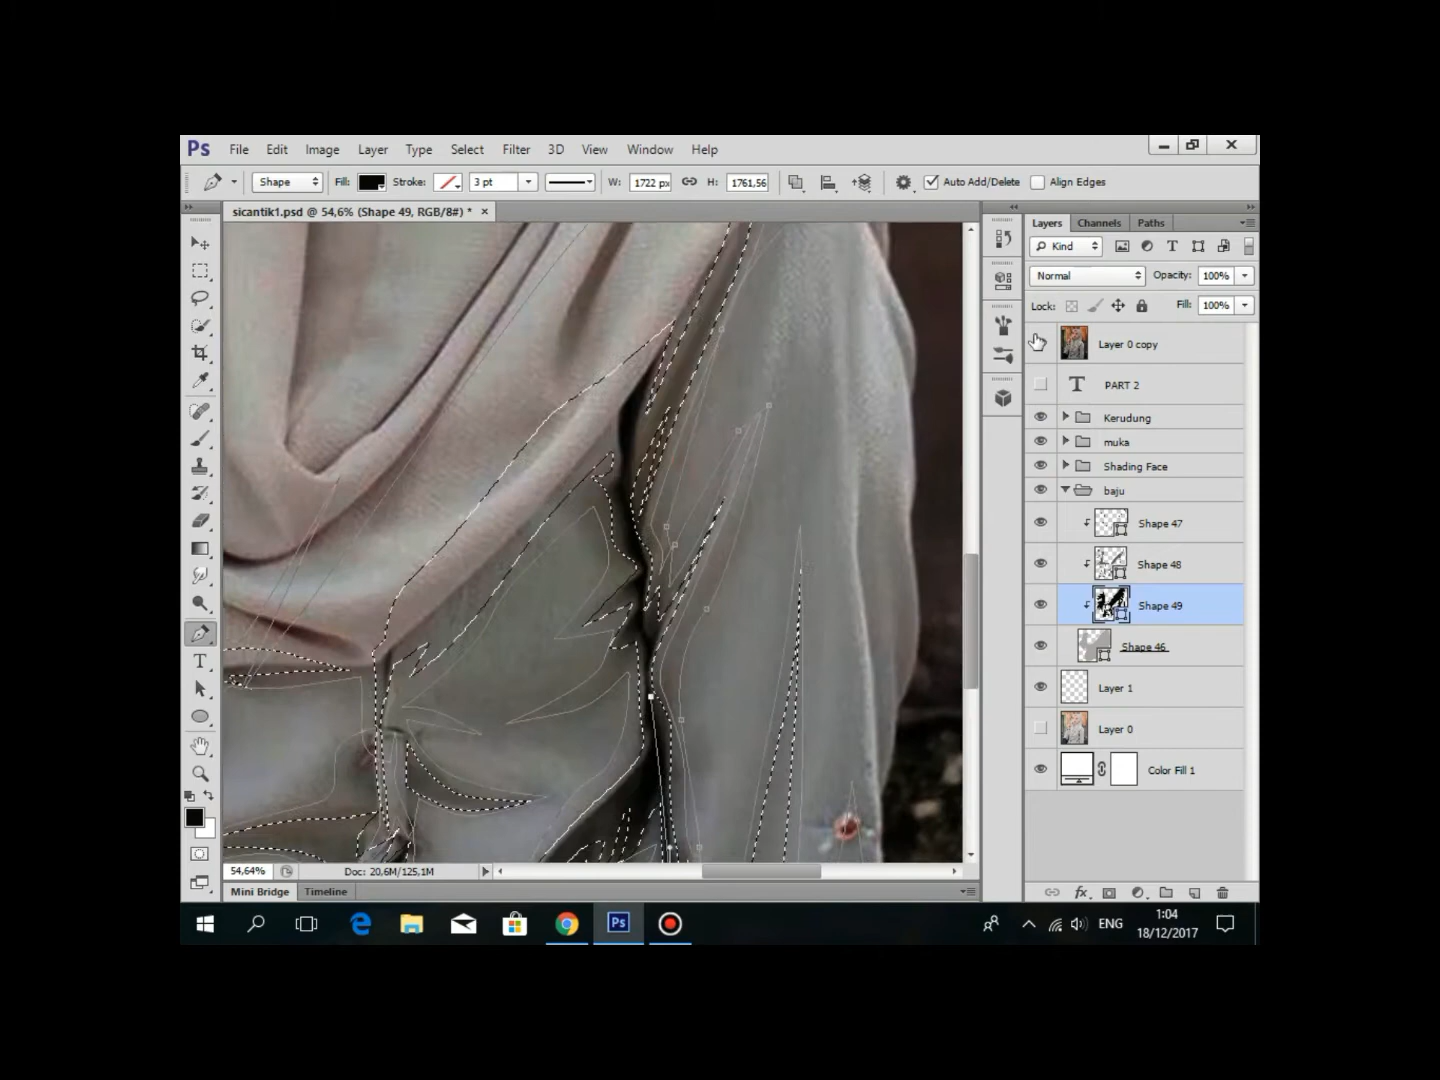 Ps File Edit Image Layer Type Select Filter 3D View Window Help
Shape Fill: Stroke: 3 pt W: 1722 px H: 1761,56 Auto Add/Delete Align Edges
sicantik1.psd @ 54,6% (Shape 49, RGB/8#) * ×
Layers Channels Paths
Kind
Normal Opacity: 100%
Lock: Fill: 100%
Layer 0 copy
T PART 2
Kerudung
muka
Shading Face
baju
Shape 47
Shape 48
Shape 49
Shape 46
Layer 1
Layer 0
Color Fill 1
54,64% Doc: 20,6M/125,1M
Mini Bridge Timeline
fx
Ps ENG 1:04
18/12/2017